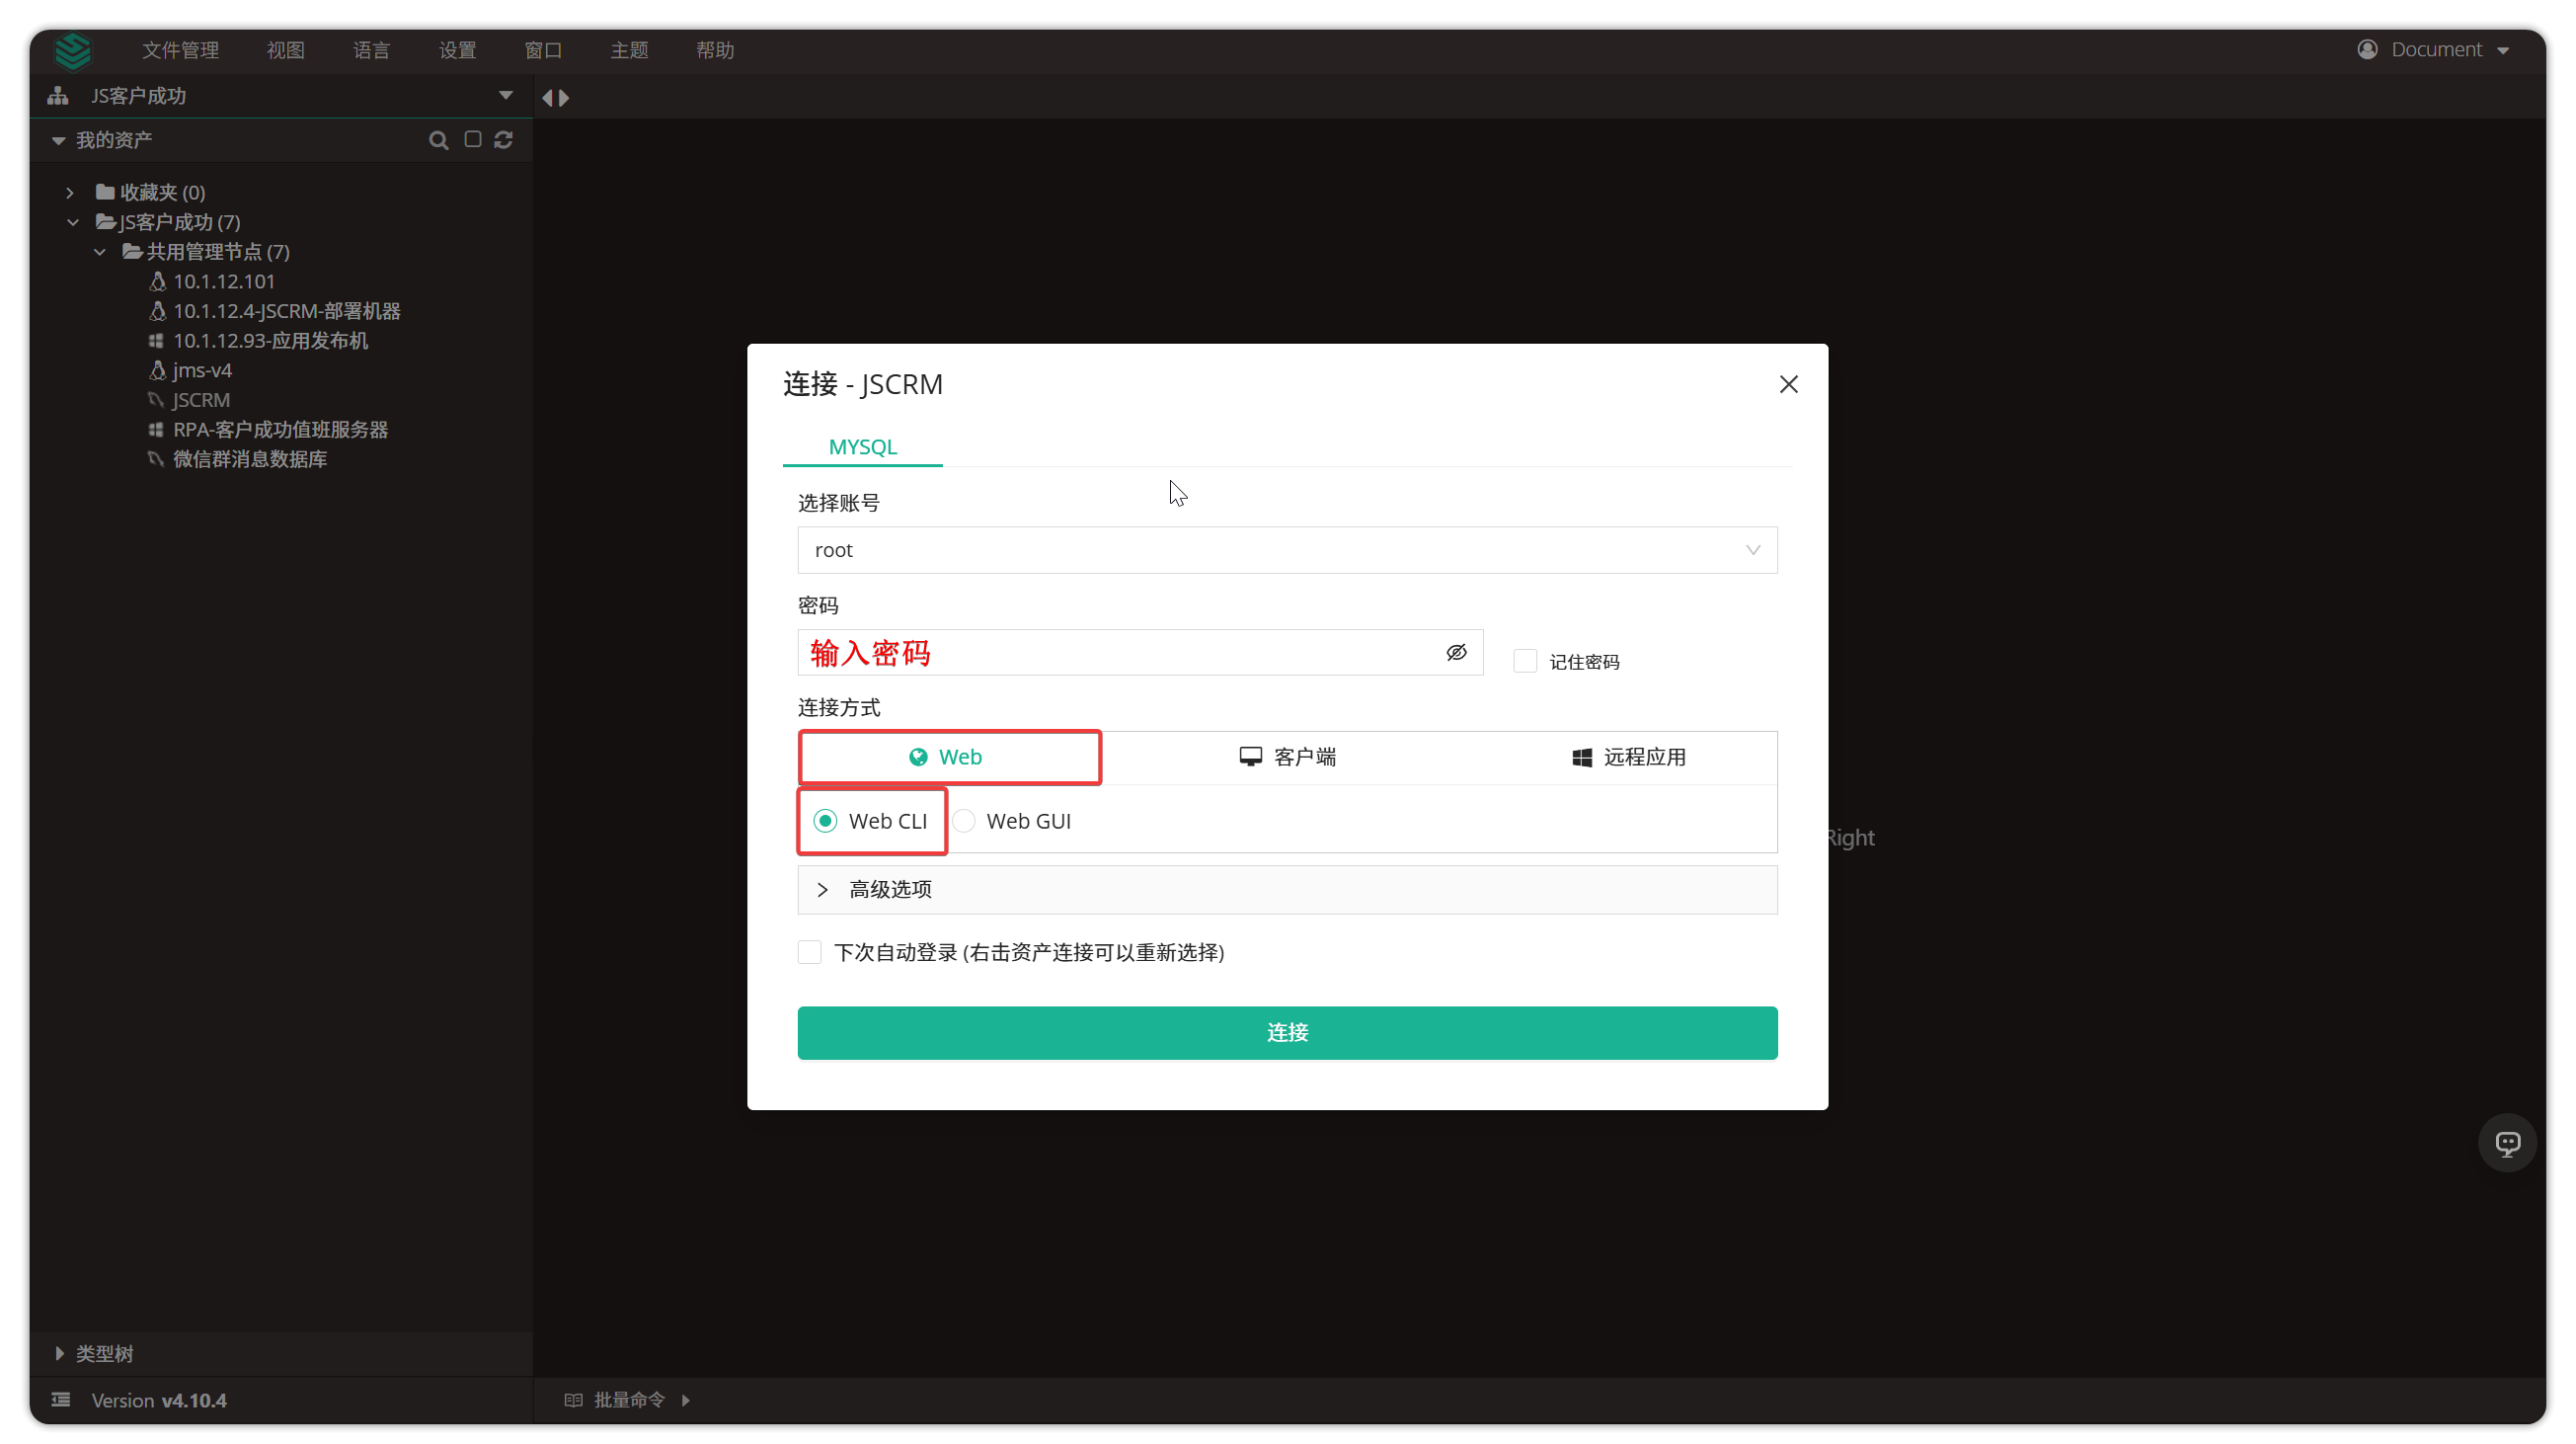 文件管理 视图 语言 设置 窗口 主题 帮助 Document
JS客户成功
我的资产
收藏夹 (0)
JS客户成功 (7)
共用管理节点 (7)
10.1.12.101
10.1.12.4-JSCRM-部署机器
10.1.12.93-应用发布机
jms-v4
JSCRM
RPA-客户成功值班服务器
微信群消息数据库
连接 - JSCRM
MYSQL
选择账号
root
密码
输入密码
记住密码
连接方式
Web 客户端 远程应用
Web CLI Web GUI
Right
高级选项
下次自动登录 (右击资产连接可以重新选择)
连接
类型树
Version v4.10.4
批量命令